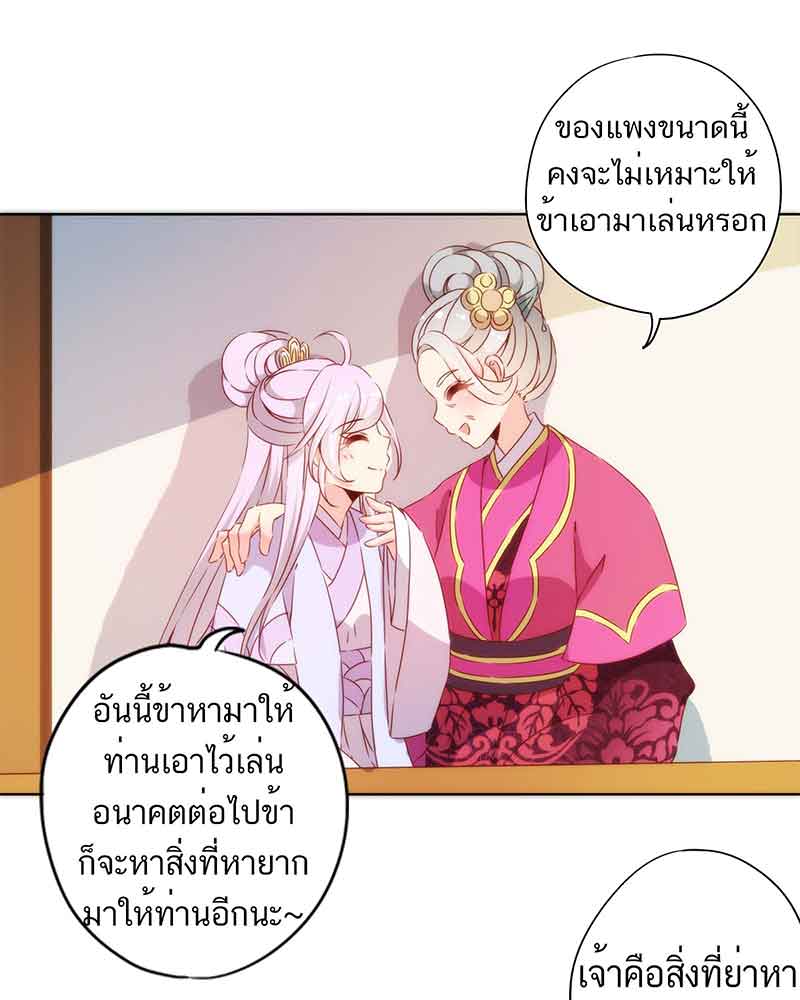 ของแพงขนาดนี้
คงจะไม่เหมาะให้
ข้าเอามาเล่นหรอก
อันนี้ข้าหามาให้
ท่านเอาไว้เล่น
อนาคตต่อไปข้า
ก็จะหาสิ่งที่หายาก
มาให้ท่านอีกนะ~
เจ้าคือสิ่งที่ย่าหา